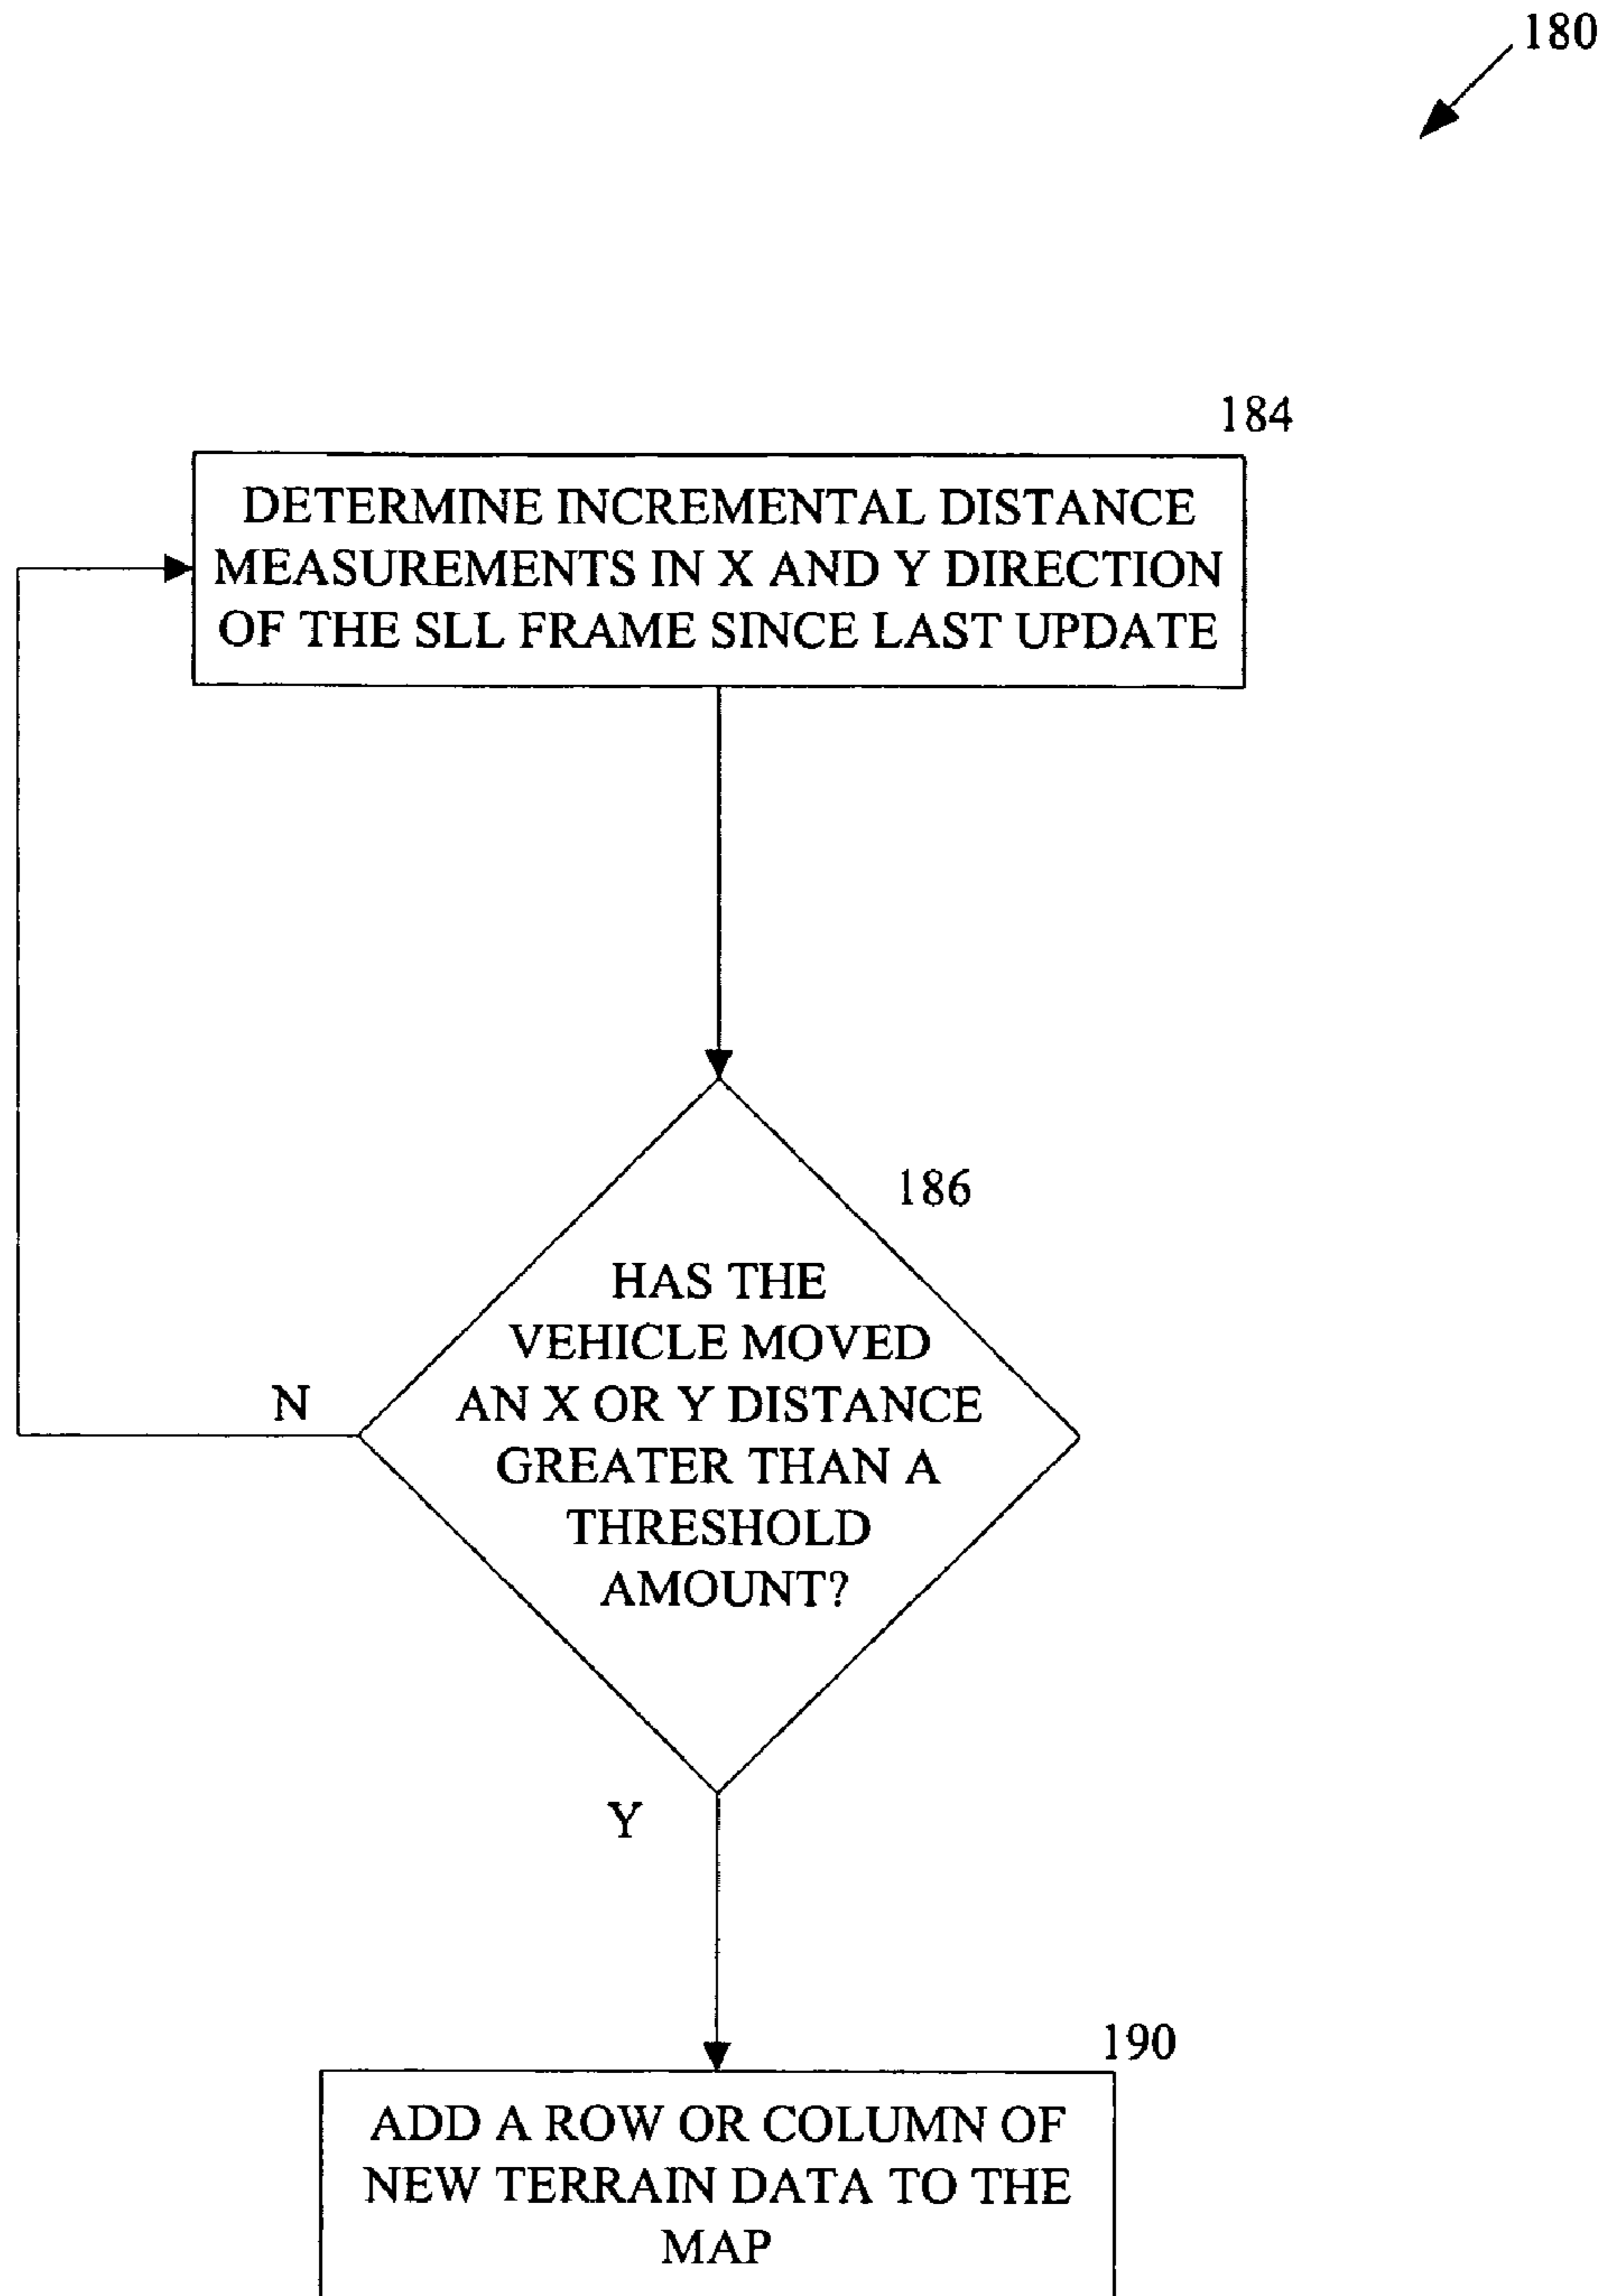 180
184
DETERMINE INCREMENTAL DISTANCE
MEASUREMENTS IN X AND Y DIRECTION
OF THE SLL FRAME SINCE LAST UPDATE
186
HAS THE
VEHICLE MOVED
AN X OR Y DISTANCE
GREATER THAN A
THRESHOLD
AMOUNT?
N
Y
190
ADD A ROW OR COLUMN OF
NEW TERRAIN DATA TO THE
MAP